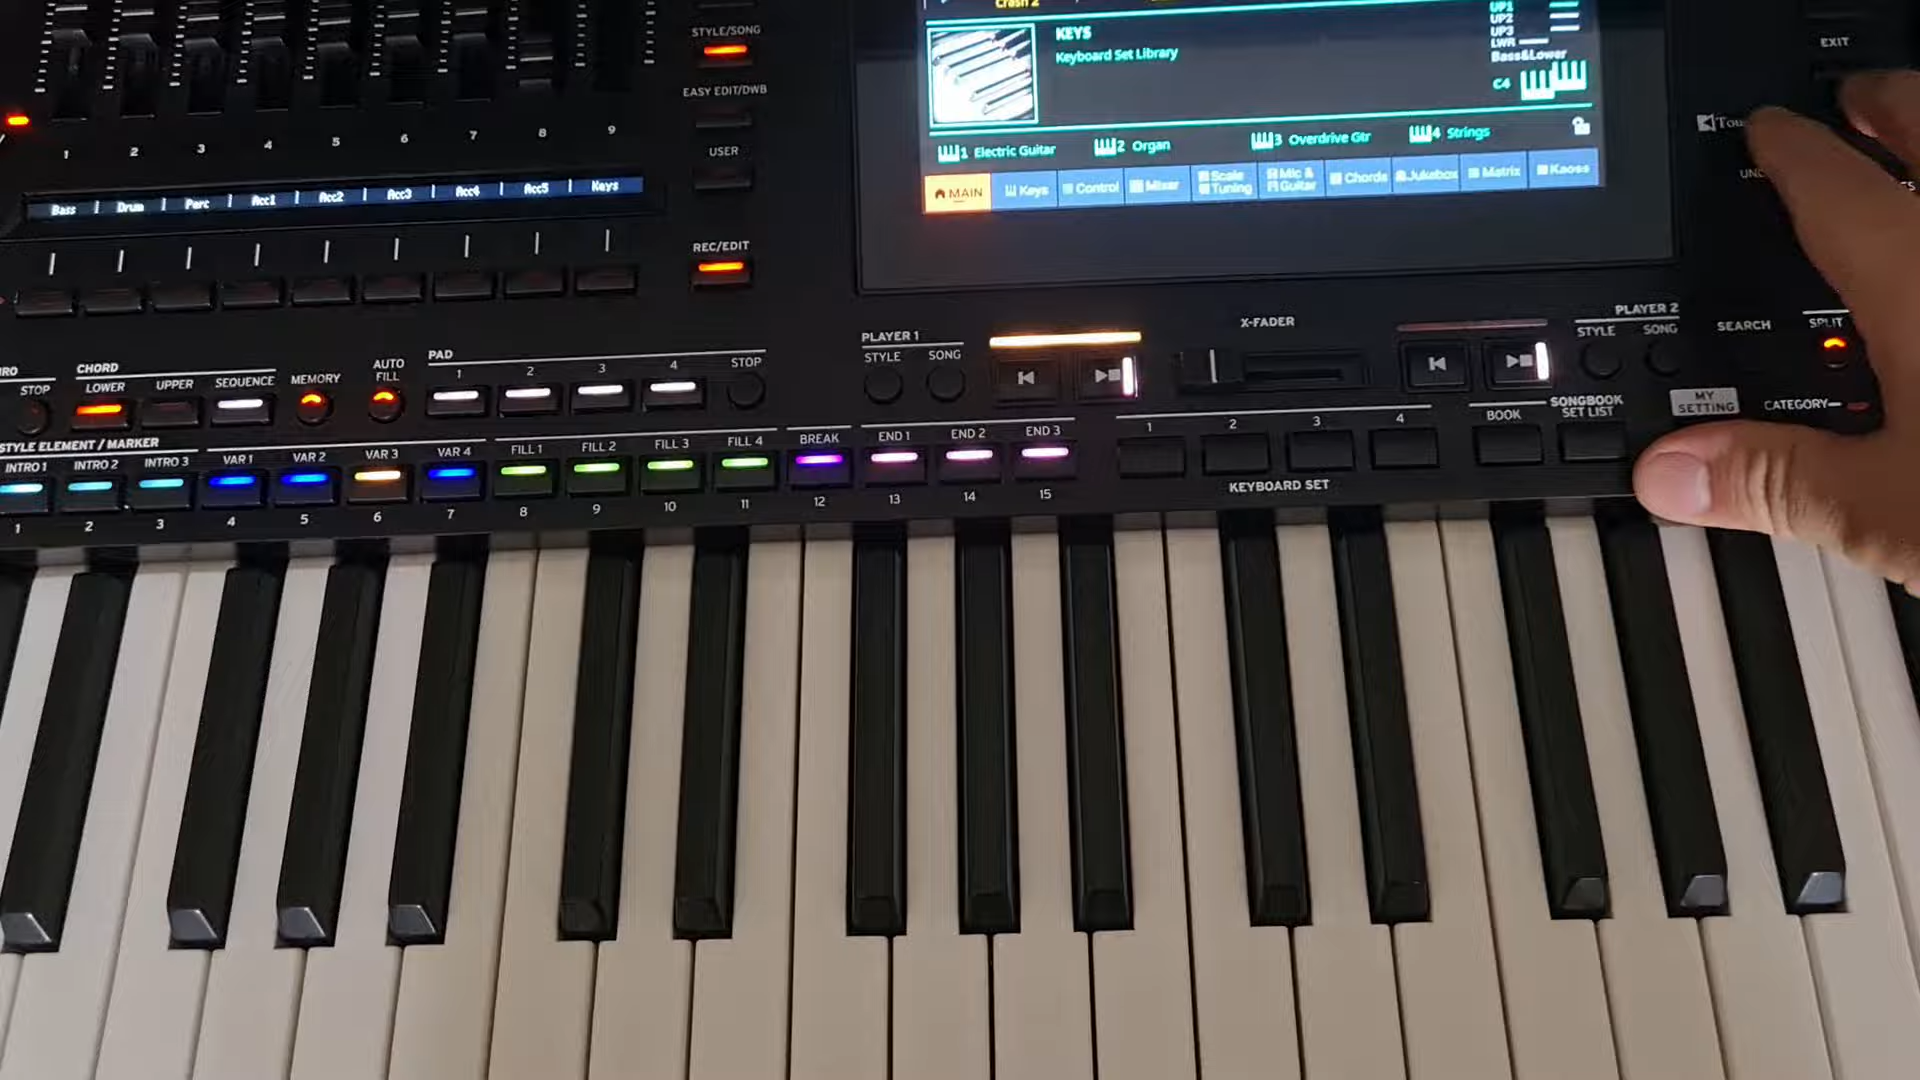 Crash 2
KEYS
Keyboard Set Library
UP1
UP2
UP3
LWR
Bass&Lower
C4
1 Electric Guitar
2 Organ
3 Overdrive Gtr
4 Strings
MAIN
Keys
Control
Mixer
Scale
Tuning
Mic &
Guitar
Chords
Jukebox
Matrix
Kaoss
STYLE/SONG
EASY EDIT/DWB
USER
REC/EDIT
EXIT
1 2 3 4 5 6 7 8 9
Bass | Drum | Perc | Acc1 | Acc2 | Acc3 | Acc4 | Acc5 | Keys
PLAYER 1
STYLE SONG
X-FADER
PLAYER 2
STYLE SONG
SEARCH
SPLIT
STOP
CHORD
LOWER UPPER SEQUENCE
MEMORY
AUTO
FILL
PAD
1 2 3 4 STOP
STYLE ELEMENT / MARKER
INTRO 1 INTRO 2 INTRO 3 VAR 1 VAR 2 VAR 3 VAR 4 FILL 1 FILL 2 FILL 3 FILL 4 BREAK END 1 END 2 END 3
1 2 3 4 5 6 7 8 9 10 11 12 13 14 15
1 2 3 4
KEYBOARD SET
BOOK
SONGBOOK
SET LIST
MY
SETTING
CATEGORY